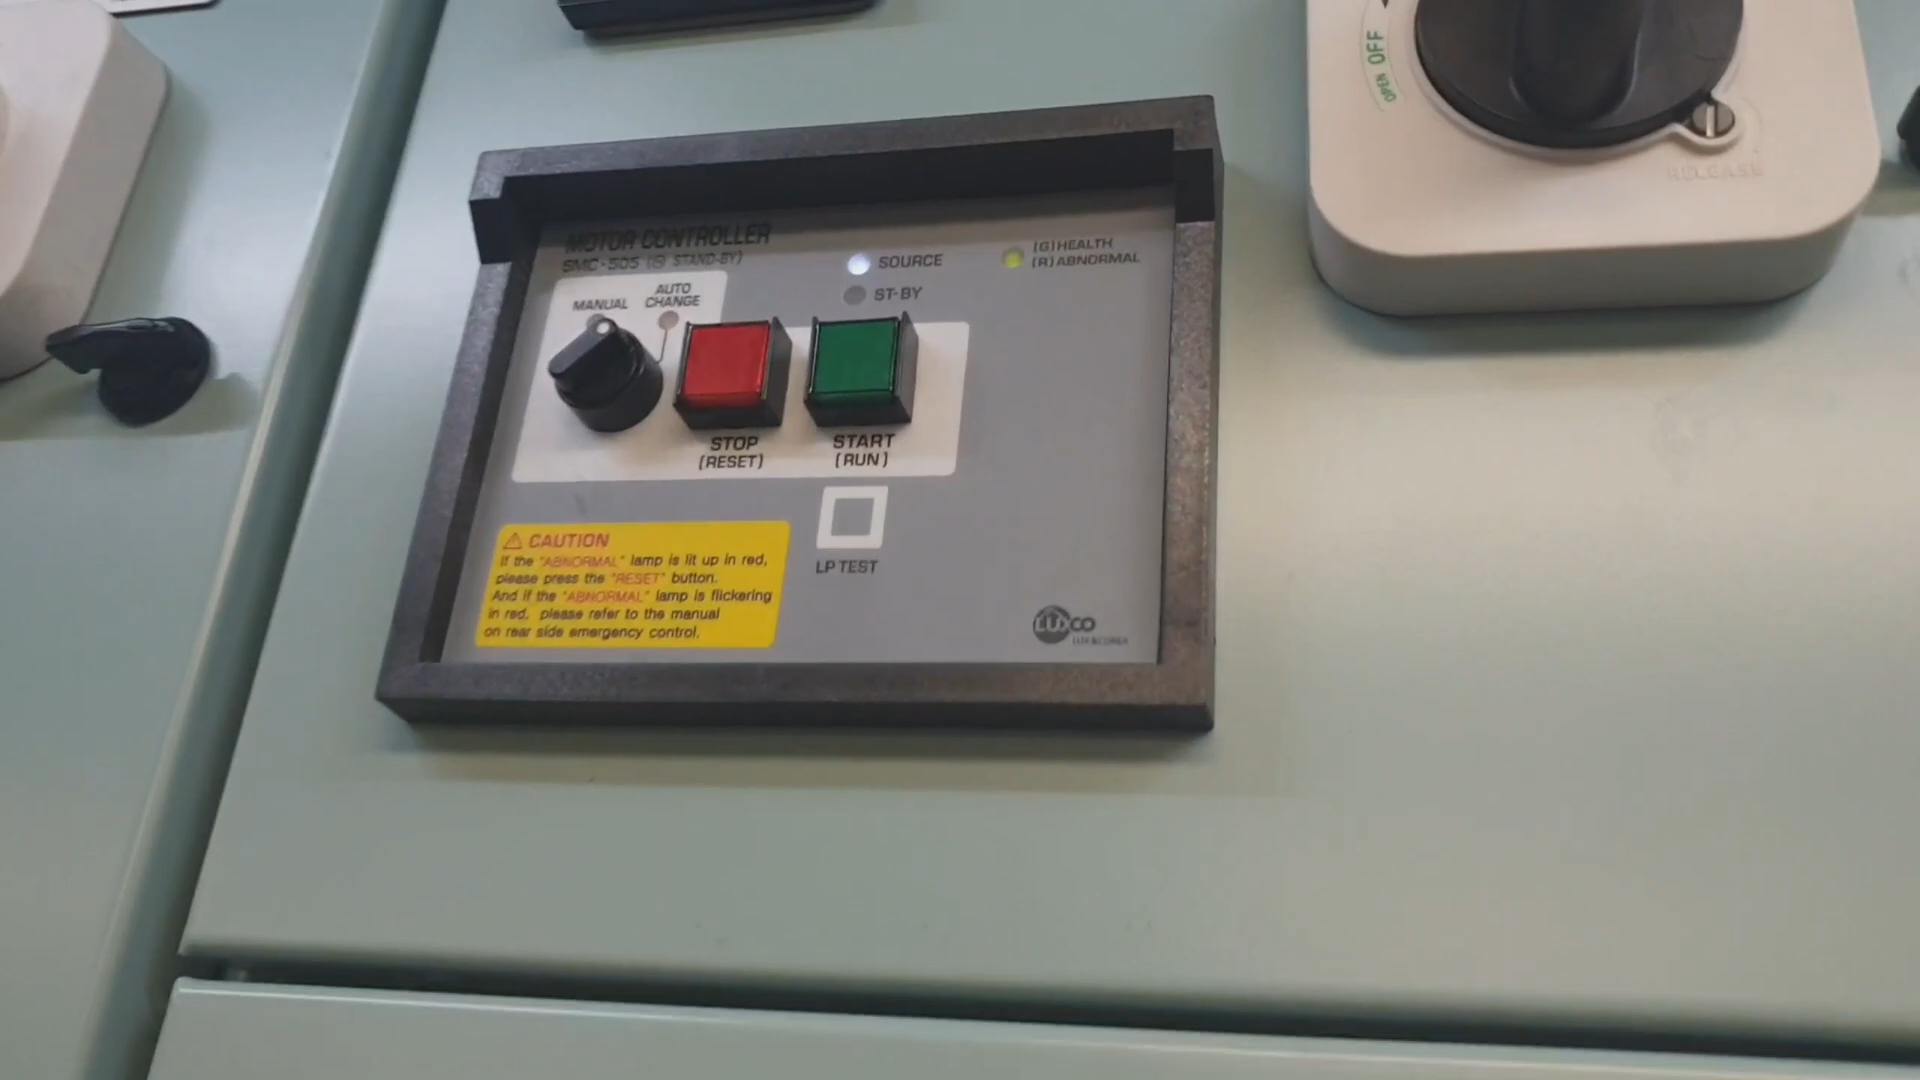 OPEN OFF
RELEASE
MOTOR CONTROLLER
SMC-505 (@ STAND-BY)
SOURCE
(G)HEALTH
(R)ABNORMAL
ST-BY
MANUAL
AUTO
CHANGE
STOP
(RESET)
START
(RUN)
LP TEST
⚠ CAUTION
If the "ABNORMAL" lamp is lit up in red,
please press the "RESET" button.
And if the "ABNORMAL" lamp is flickering
in red, please refer to the manual
on rear side emergency control.
LUXCO